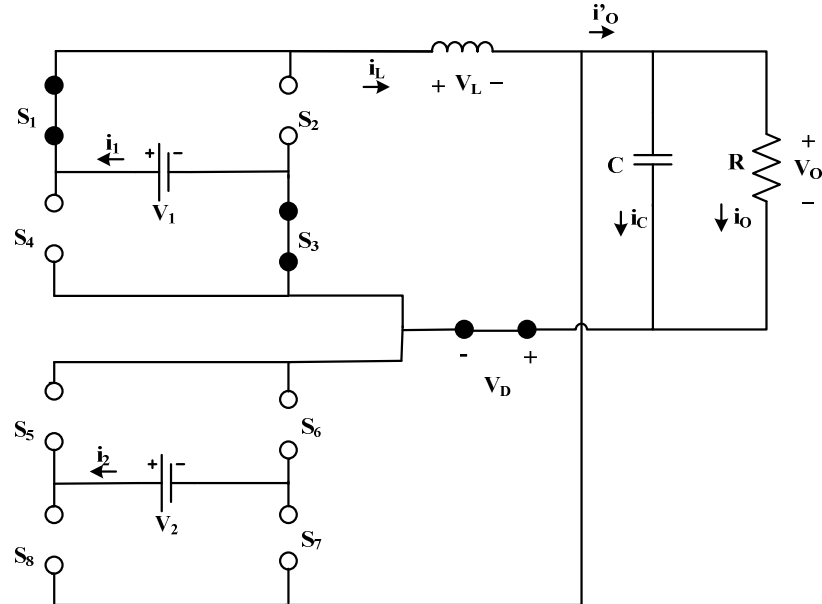 i'O
iL
+ VL −
S1
S2
i1
+ −
V1
S4
S3
C
R
+
VO
−
iC
iO
- +
VD
S5
S6
i2
+ −
V2
S8
S7